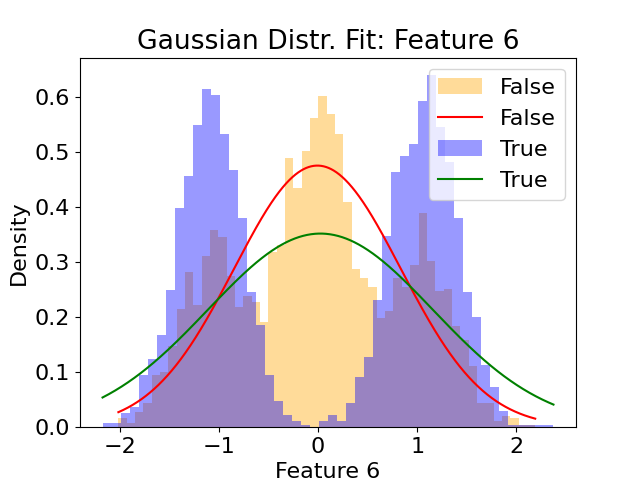 Gaussian Distr. Fit: Feature 6
Density
0.6
0.5
0.4
0.3
0.2
0.1
0.0
−2
−1
0
1
2
Feature 6
False
False
True
True